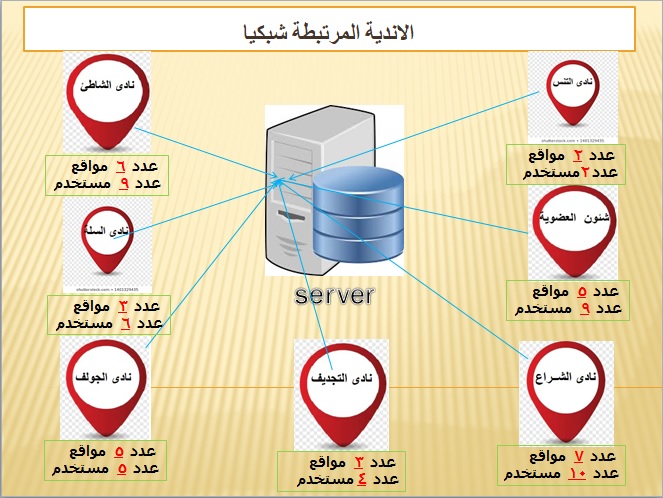 الاندية المرتبطة شبكيا
نادى الشاطئ
عدد ٦ مواقع
عدد ٩ مستخدم
نادى التنس
shutterstock.com • 1461329435
عدد ٢ مواقع
عدد ٢ مستخدم
نادى السلة
shutterstock.com • 1461329435
عدد ٣ مواقع
عدد ٦ مستخدم
شئون العضوية
عدد ٥ مواقع
عدد ٩ مستخدم
server
نادى الجولف
عدد ٥ مواقع
عدد ٥ مستخدم
نادى التجديف
عدد ٣ مواقع
عدد ٤ مستخدم
نادى الشراع
عدد ٧ مواقع
عدد ١٠ مستخدم